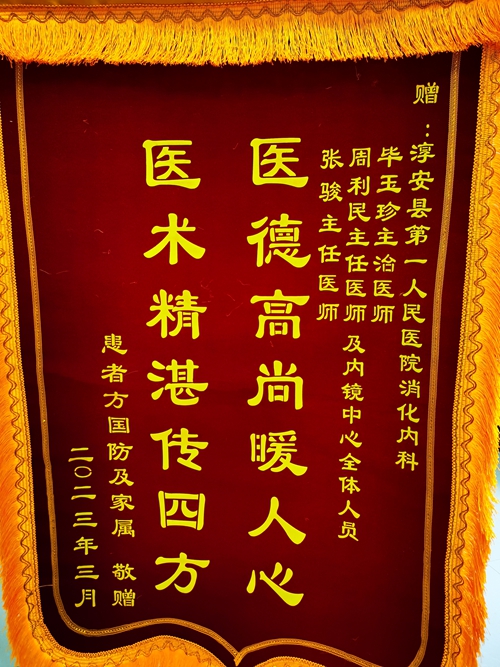 赠：淳安县第一人民医院消化内科
毕玉珍主治医师
周利民主任医师及内镜中心全体人员
张骏主任医师
医德高尚暖人心
医术精湛传四方
患者方国防及家属 敬赠
二〇二三年三月